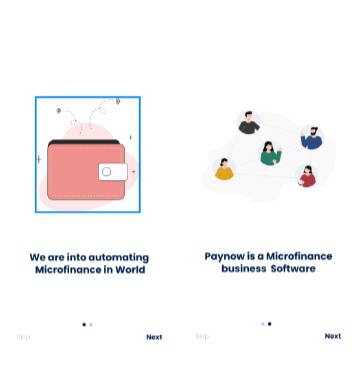 We are into automating
Microfinance in World
Skip
Next
Paynow is a Microfinance
business Software
Skip
Next